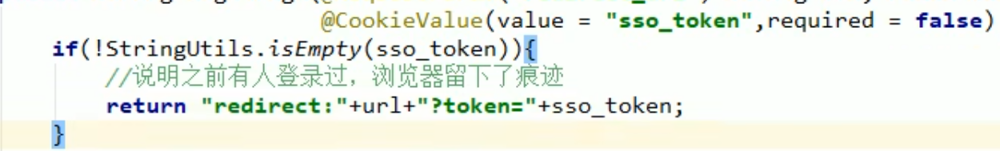 @CookieValue(value = "sso_token",required = false)
if(!StringUtils.isEmpty(sso_token)){
//说明之前有人登录过，浏览器留下了痕迹
return "redirect:"+url+"?token="+sso_token;
}